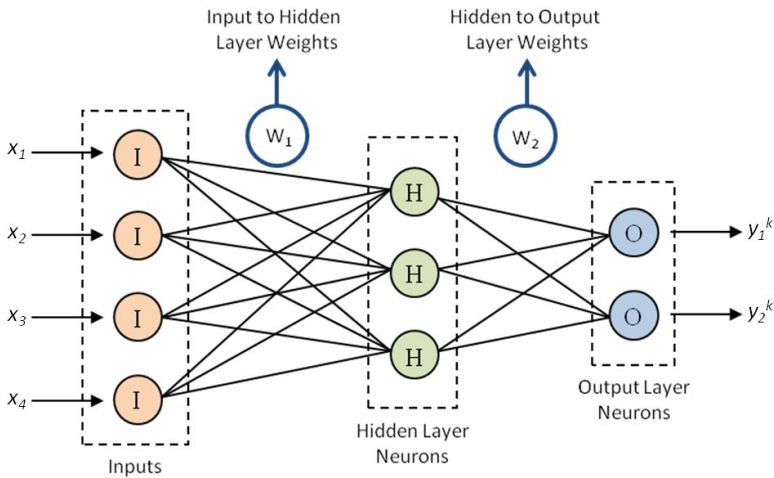 Input to Hidden
Layer Weights
Hidden to Output
Layer Weights
W₁
W₂
x₁
I
x₂
I
x₃
I
x₄
I
H
H
H
O
y₁ᵏ
O
y₂ᵏ
Inputs
Hidden Layer
Neurons
Output Layer
Neurons